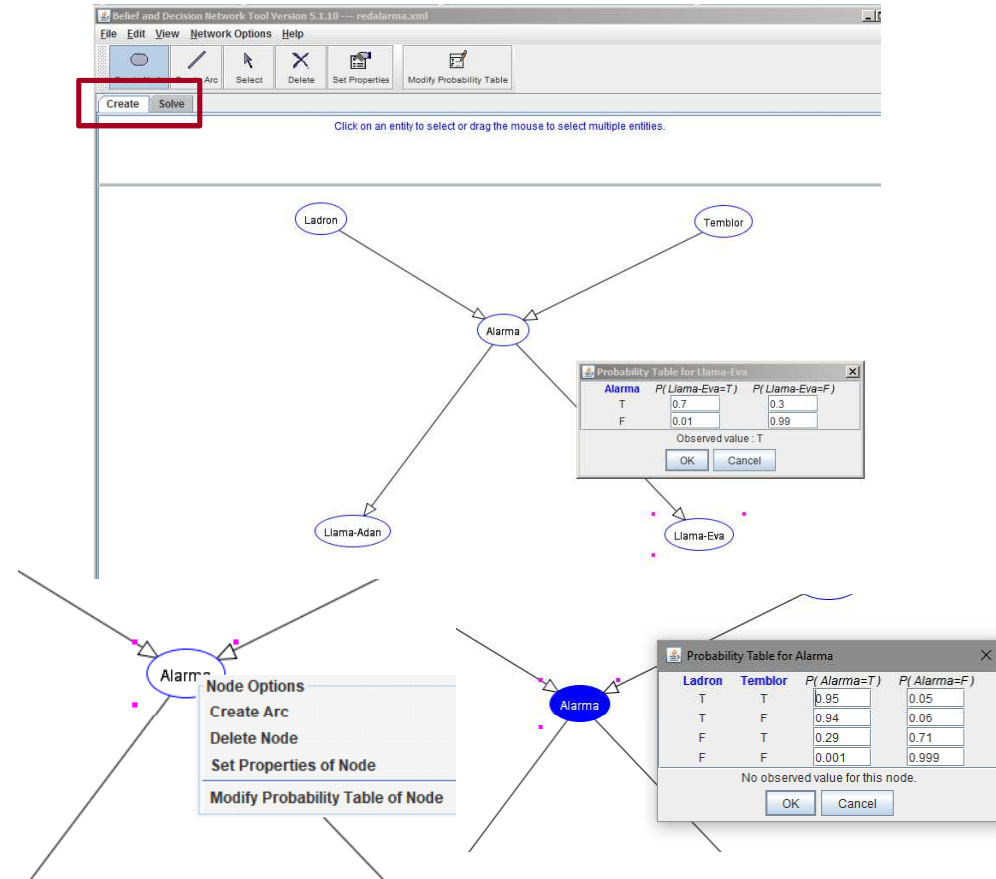 Belief and Decision Network Tool Version 5.1.10 --- redalarma.xml
File Edit View Network Options Help
Arc Select Delete Set Properties Modify Probability Table
Create Solve
Click on an entity to select or drag the mouse to select multiple entities.
Ladron
Temblor
Alarma
Probability Table for Llama-Eva
Alarma P(Llama-Eva=T) P(Llama-Eva=F)
T 0.7 0.3
F 0.01 0.99
Observed value : T
OK Cancel
Llama-Adan
Llama-Eva
Alarma
Node Options
Create Arc
Delete Node
Set Properties of Node
Modify Probability Table of Node
Alarma
Probability Table for Alarma
Ladron Temblor P(Alarma=T) P(Alarma=F)
T T 0.95 0.05
T F 0.94 0.06
F T 0.29 0.71
F F 0.001 0.999
No observed value for this node.
OK Cancel